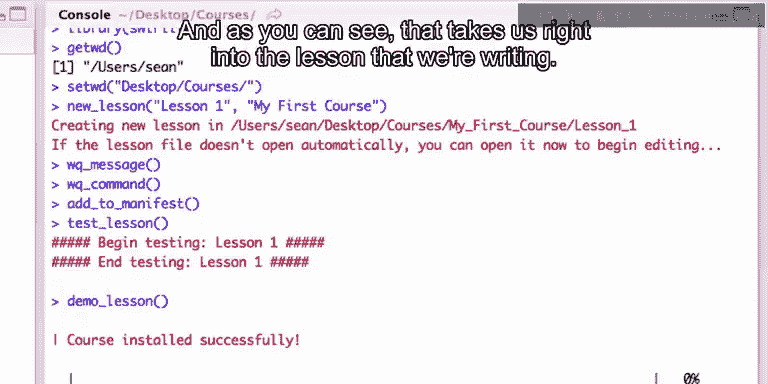 Console ~/Desktop/Courses/
And as you can see, that takes us right
into the lesson that we're writing.
> getwd()
[1] "/Users/sean"
> setwd("Desktop/Courses/")
> new_lesson("Lesson 1", "My First Course")
Creating new lesson in /Users/sean/Desktop/Courses/My_First_Course/Lesson_1
If the lesson file doesn't open automatically, you can open it now to begin editing...
> wq_message()
> wq_command()
> add_to_manifest()
> test_lesson()
##### Begin testing: Lesson 1 #####
##### End testing: Lesson 1 #####
> demo_lesson()
| Course installed successfully!
| | 0%